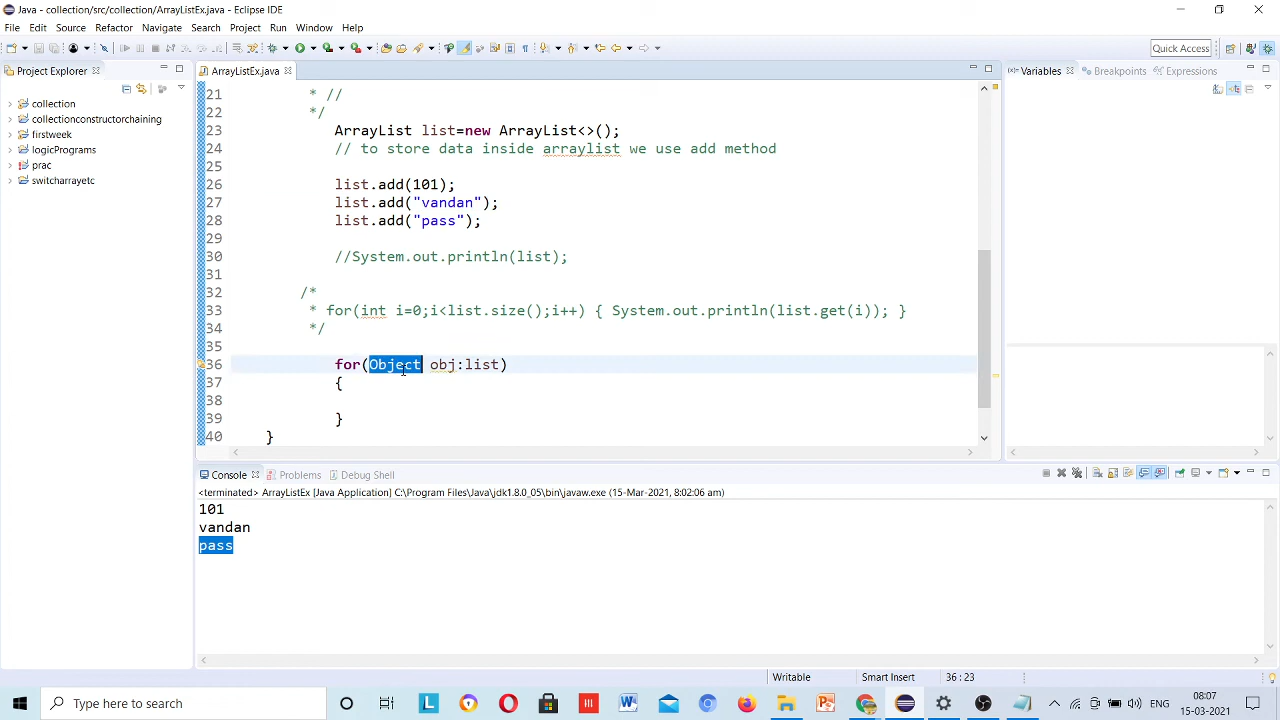 Java - collection/src/collection/ArrayListEx.java - Eclipse IDE
File Edit Source Refactor Navigate Search Project Run Window Help
Quick Access
Project Explorer
collection
collectionconstructorchaining
firstweek
logicPrograms
prac
switcharrayetc
ArrayListEx.java
21 * //
22 */
23 ArrayList list=new ArrayList<>();
24 // to store data inside arraylist we use add method
25
26 list.add(101);
27 list.add("vandan");
28 list.add("pass");
29
30 //System.out.println(list);
31
32 /*
33 * for(int i=0;i<list.size();i++) { System.out.println(list.get(i)); }
34 */
35
36 for(Object obj:list)
37 {
38
39 }
40 }
Variables Breakpoints Expressions
Console Problems Debug Shell
<terminated> ArrayListEx [Java Application] C:\Program Files\Java\jdk1.8.0_05\bin\javaw.exe (15-Mar-2021, 8:02:06 am)
101
vandan
pass
Writable Smart Insert 36 : 23
Type here to search
ENG
08:07
15-03-2021